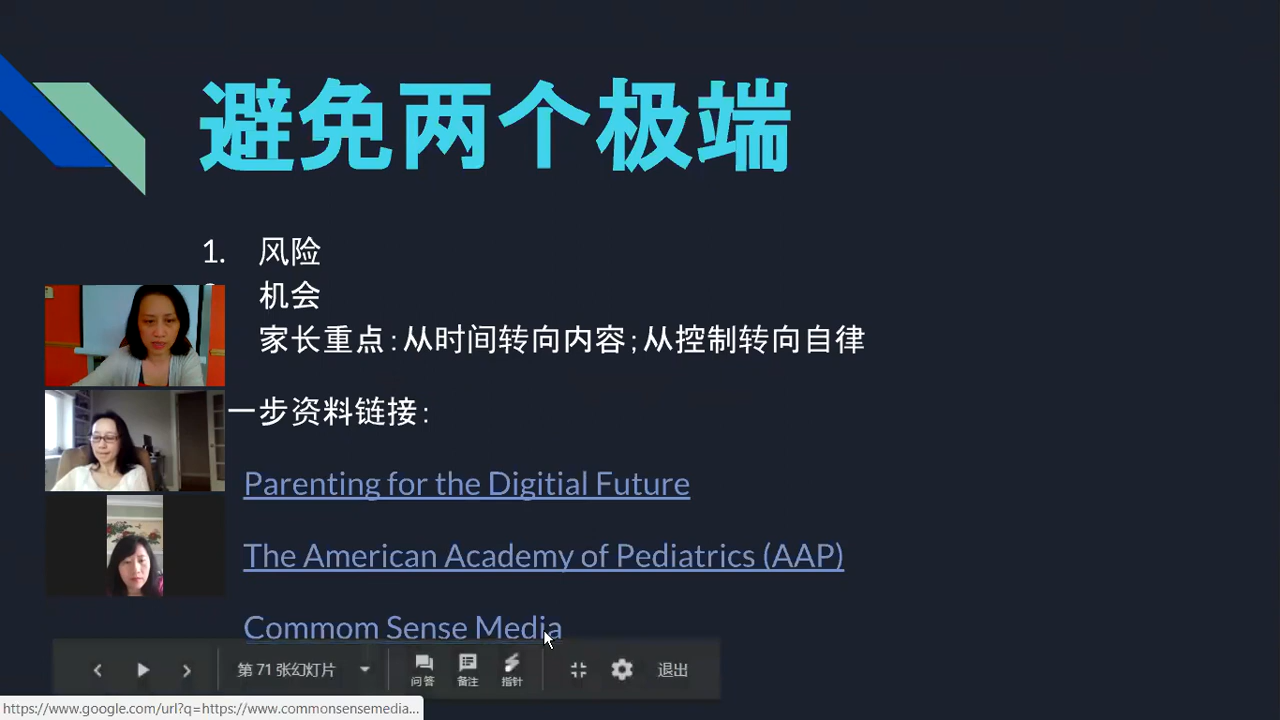 避免两个极端
1. 风险
机会
家长重点:从时间转向内容;从控制转向自律
一步资料链接:
Parenting for the Digitial Future
The American Academy of Pediatrics (AAP)
Commom Sense Media
第 71 张幻灯片
问答
备注
指针
退出
https://www.google.com/url?q=https://www.commonsensemedia...